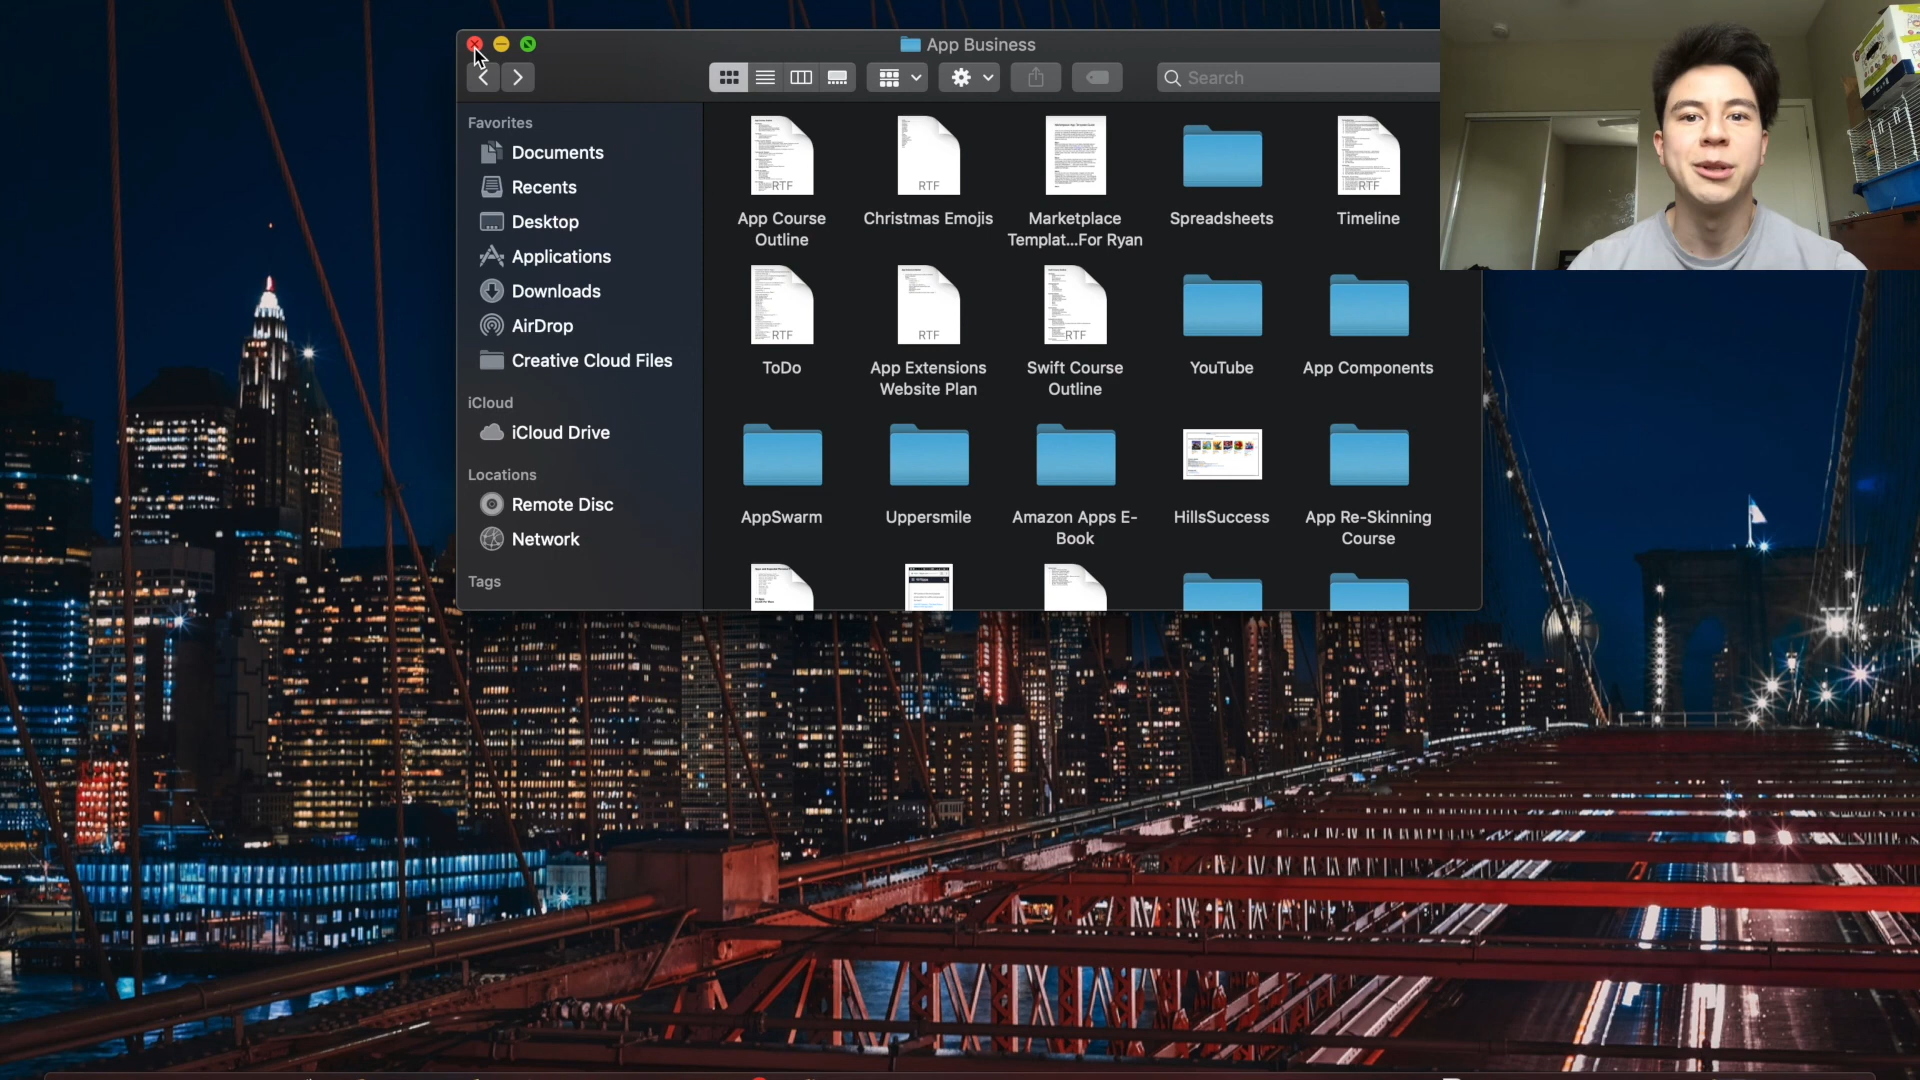 App Business
Search
Favorites
Documents
Recents
Desktop
Applications
Downloads
AirDrop
Creative Cloud Files
iCloud
iCloud Drive
Locations
Remote Disc
Network
Tags
RTF
RTF
RTF
App Course
Outline
Christmas Emojis
Marketplace
Templat...For Ryan
Spreadsheets
Timeline
RTF
RTF
RTF
ToDo
App Extensions
Website Plan
Swift Course
Outline
YouTube
App Components
AppSwarm
Uppersmile
Amazon Apps E-
Book
HillsSuccess
App Re-Skinning
Course